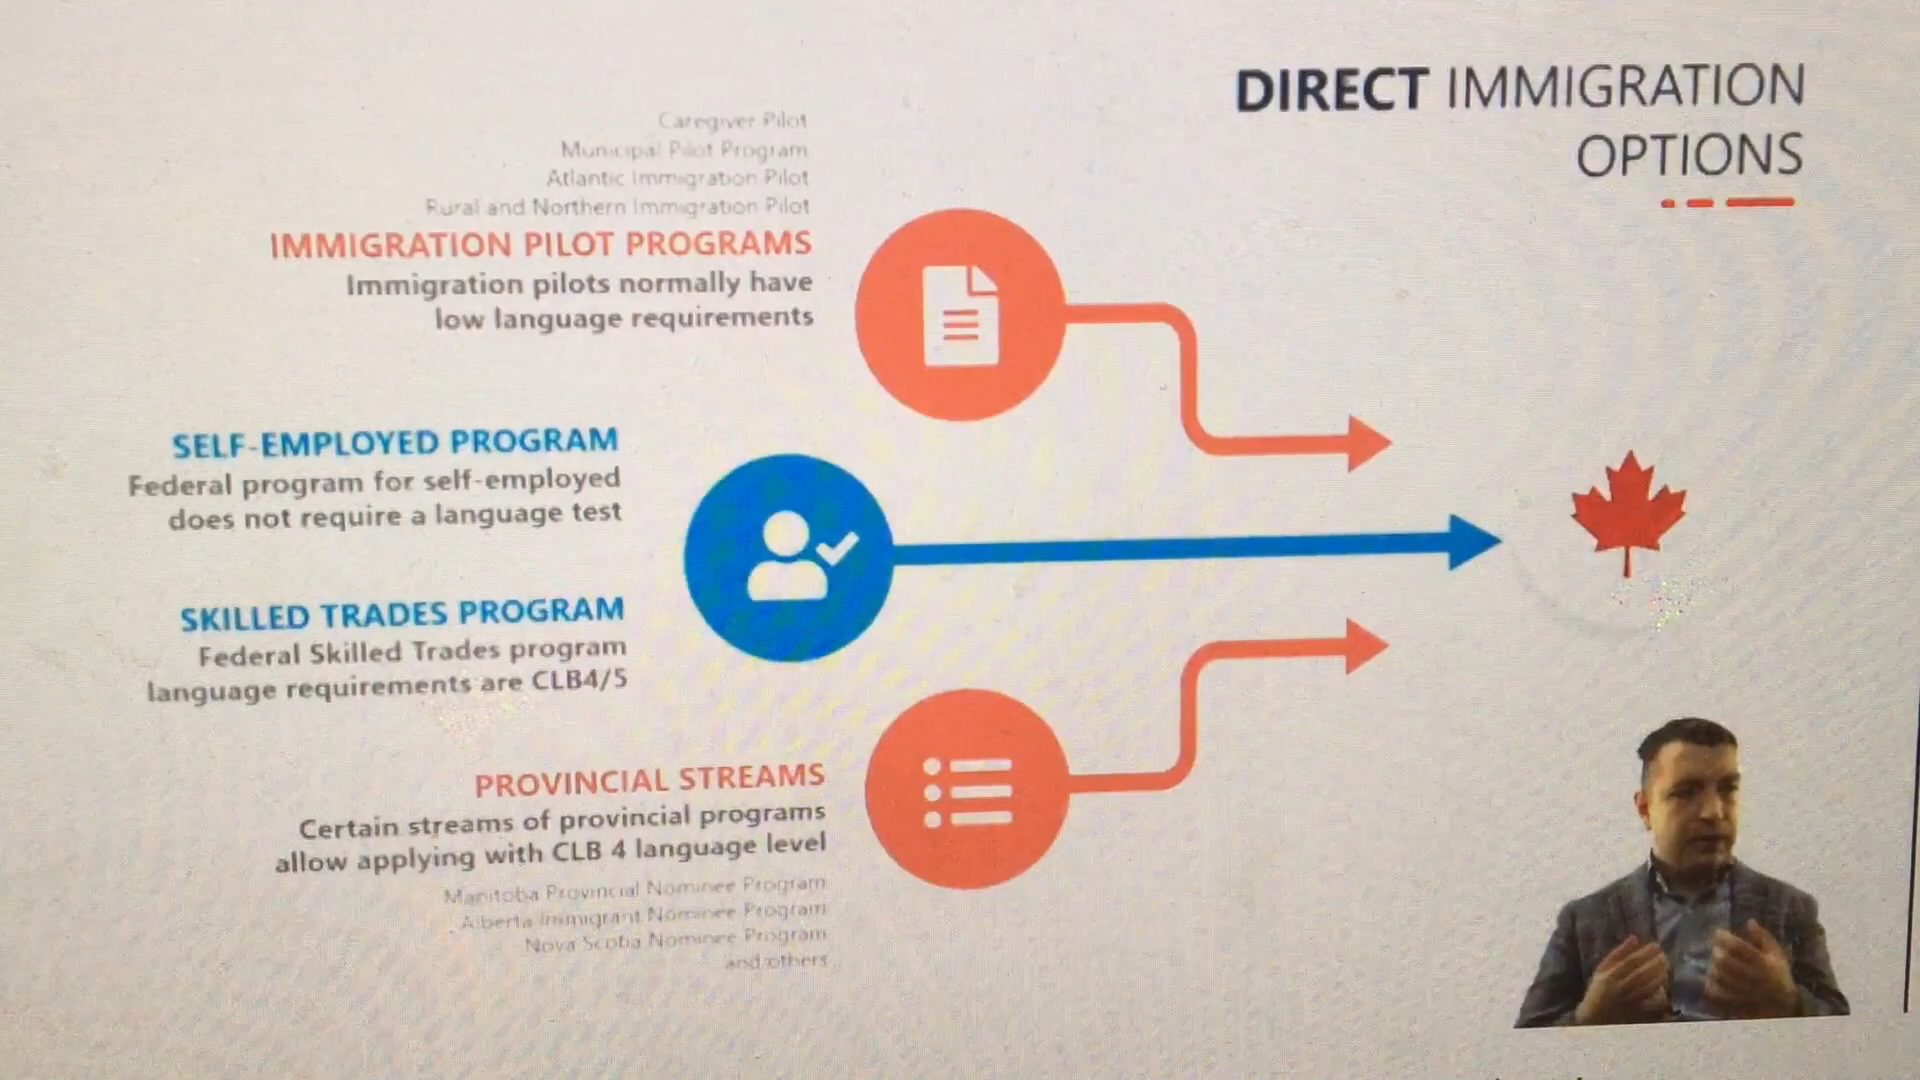 DIRECT IMMIGRATION
OPTIONS
Caregiver Pilot
Municipal Pilot Program
Atlantic Immigration Pilot
Rural and Northern Immigration Pilot
IMMIGRATION PILOT PROGRAMS
Immigration pilots normally have
low language requirements
SELF-EMPLOYED PROGRAM
Federal program for self-employed
does not require a language test
SKILLED TRADES PROGRAM
Federal Skilled Trades program
language requirements are CLB4/5
PROVINCIAL STREAMS
Certain streams of provincial programs
allow applying with CLB 4 language level
Manitoba Provincial Nominee Program
Alberta Immigrant Nominee Program
Nova Scotia Nominee Program
and others